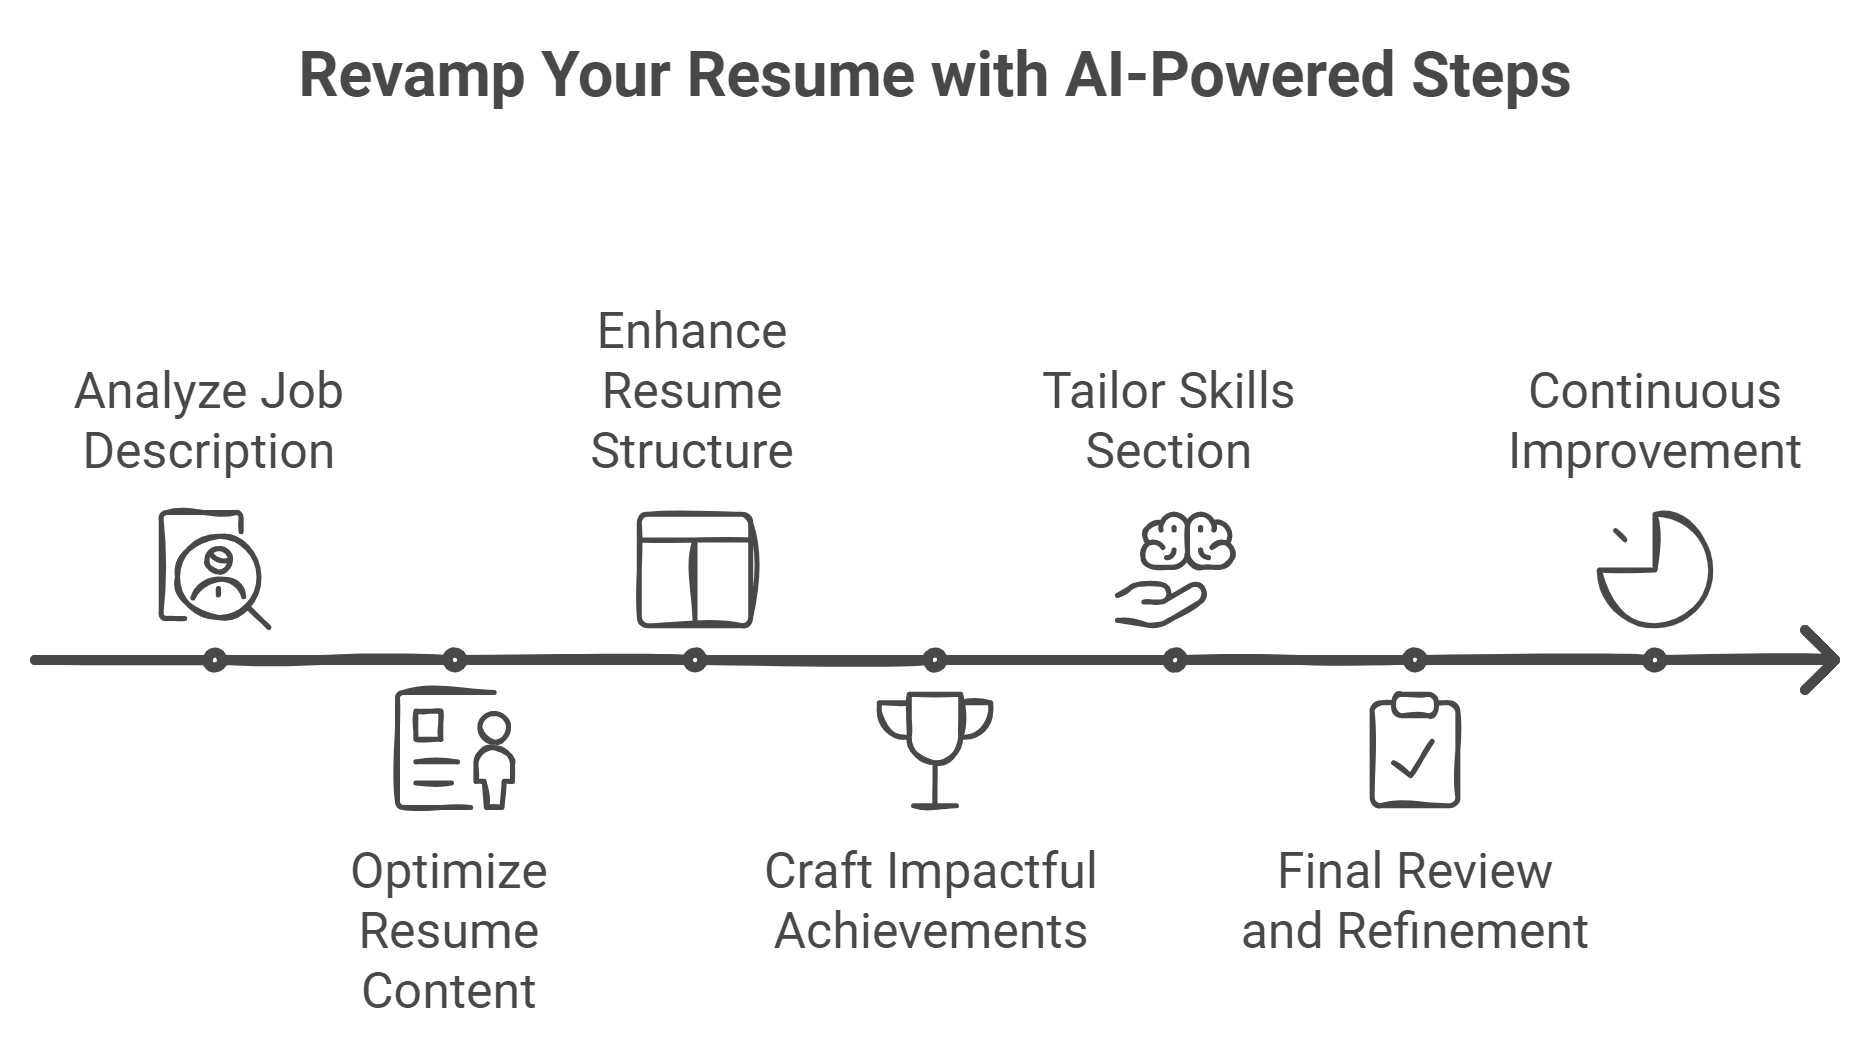 Revamp Your Resume with AI-Powered Steps
Analyze Job
Description
Optimize
Resume
Content
Enhance
Resume
Structure
Craft Impactful
Achievements
Tailor Skills
Section
Final Review
and Refinement
Continuous
Improvement